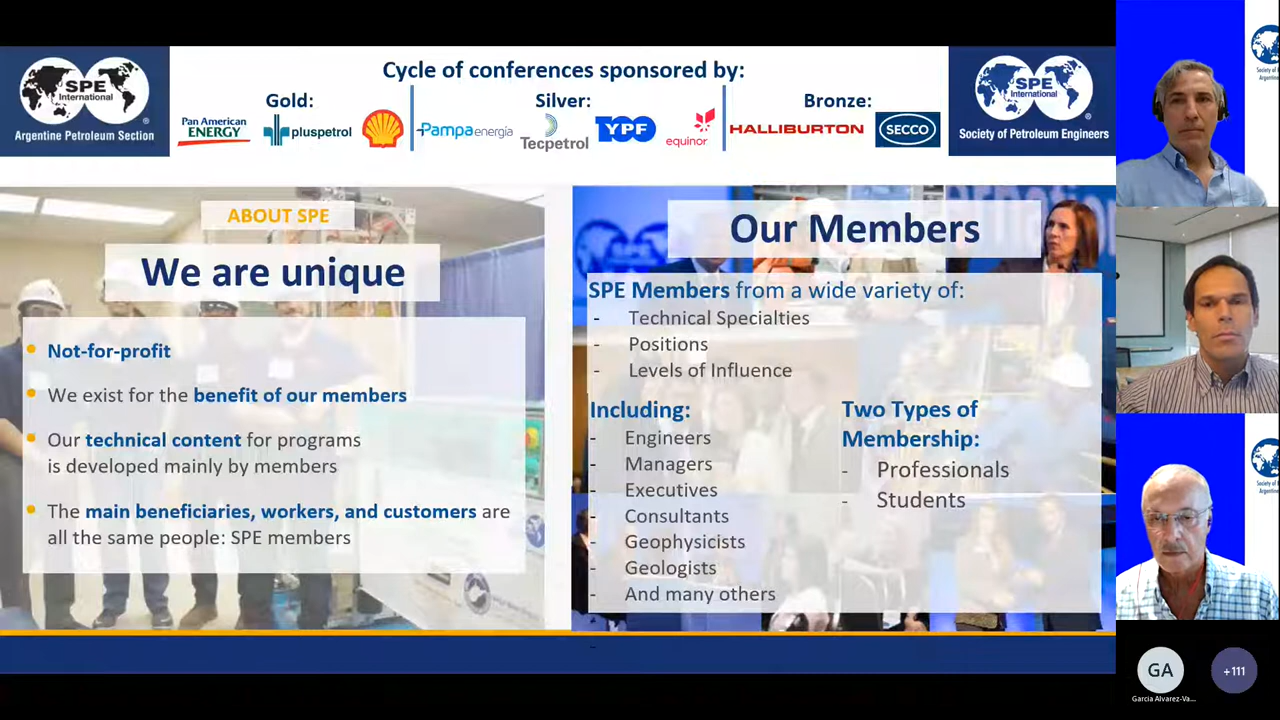 SPE
International
Argentine Petroleum Section
Cycle of conferences sponsored by:
Gold:
Silver:
Bronze:
Pan American
ENERGY
pluspetrol
Pampa energía
Tecpetrol
YPF
equinor
HALLIBURTON
SECCO
SPE
International
Society of Petroleum Engineers
ABOUT SPE
We are unique
Not-for-profit
We exist for the benefit of our members
Our technical content for programs
is developed mainly by members
The main beneficiaries, workers, and customers are
all the same people: SPE members
Our Members
SPE Members from a wide variety of:
- Technical Specialties
- Positions
- Levels of Influence
Including:
- Engineers
- Managers
- Executives
- Consultants
- Geophysicists
- Geologists
- And many others
-
Two Types of
Membership:
- Professionals
- Students
GA
Garcia Alvarez-Va...
+111